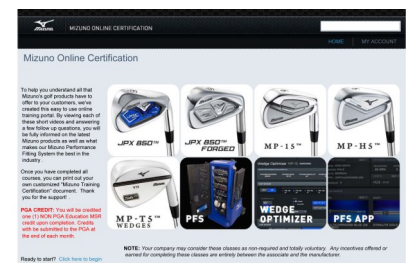 MIZUNO ONLINE CERTIFICATION
HOME
MY ACCOUNT
Mizuno Online Certification
To help you understand all that
Mizuno's golf products have to
offer to your customers, we've
created this easy to use online
training portal. By viewing each of
these short videos and answering
a few follow up questions, you will
be fully informed on the latest
Mizuno products as well as what
makes our Mizuno Performance
Fitting System the best in the
industry.
Once you have completed all
courses, you can print out your
own customized "Mizuno Training
Certification" document. Thank
you for the support!
PGA CREDIT: You will be credited
one (1) NON PGA Education MSR
credit upon completion. Credits
will be submitted to the PGA at
the end of each month.
Ready to start? Click here to begin
JPX 850™
JPX 850™
FORGED
MP-15™
MP-H5™
MP-T5™
WEDGES
PFS
WEDGE
OPTIMIZER
PFS APP
NOTE: Your company may consider these classes as non-required and totally voluntary. Any incentives offered or
earned for completing these classes are entirely between the associate and the manufacturer.